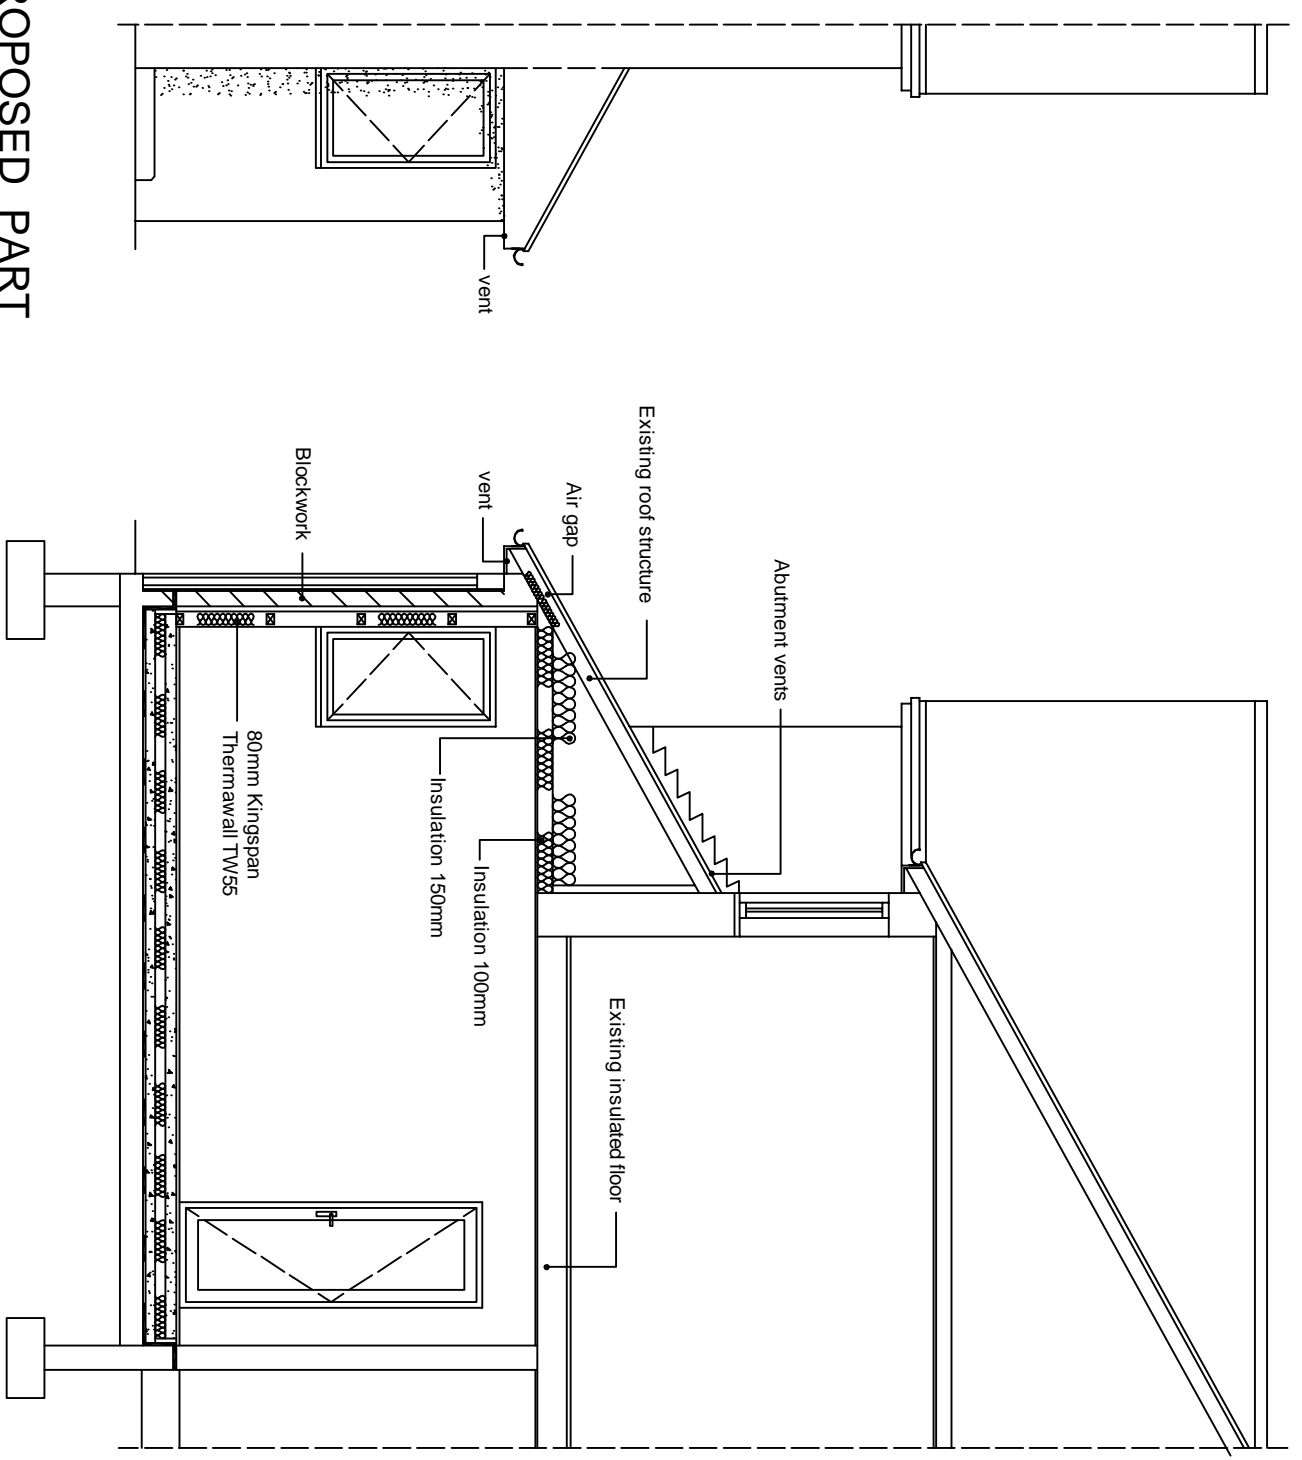 PROPOSED PART
vent
Existing roof structure
Air gap
vent
Blockwork
Abutment vents
80mm Kingspan
Thermawall TW55
Insulation 150mm
Insulation 100mm
Existing insulated floor